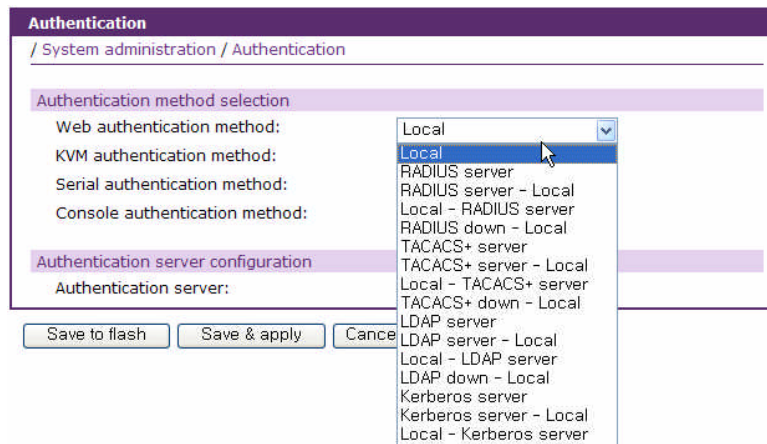 Authentication
/ System administration / Authentication
Authentication method selection
Web authentication method:
Local
KVM authentication method:
Serial authentication method:
Console authentication method:
Local
RADIUS server
RADIUS server - Local
Local - RADIUS server
RADIUS down - Local
TACACS+ server
TACACS+ server - Local
Local - TACACS+ server
TACACS+ down - Local
LDAP server
LDAP server - Local
Local - LDAP server
LDAP down - Local
Kerberos server
Kerberos server - Local
Local - Kerberos server
Authentication server configuration
Authentication server:
Save to flash
Save & apply
Cance